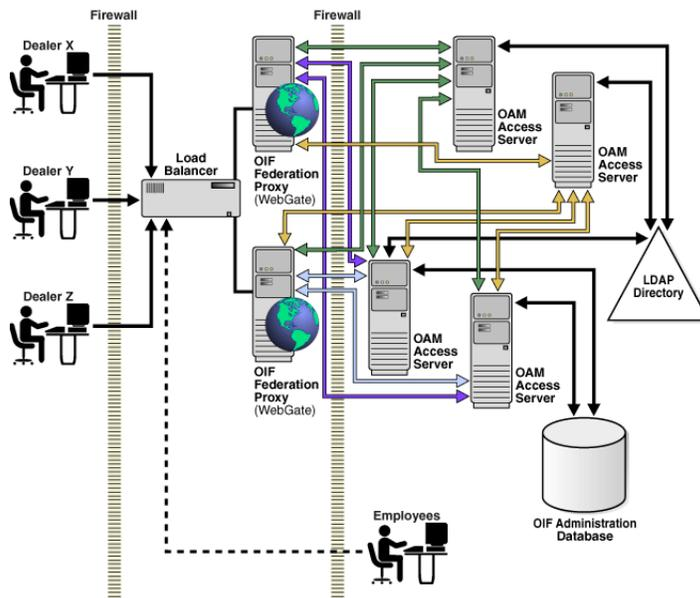 Firewall
Firewall
Dealer X
OAM
Access
Server
OAM
Access
Server
Load
Balancer
OIF
Federation
Proxy
(WebGate)
Dealer Y
LDAP
Directory
Dealer Z
OAM
Access
Server
OAM
Access
Server
OIF
Federation
Proxy
(WebGate)
Employees
OIF Administration
Database